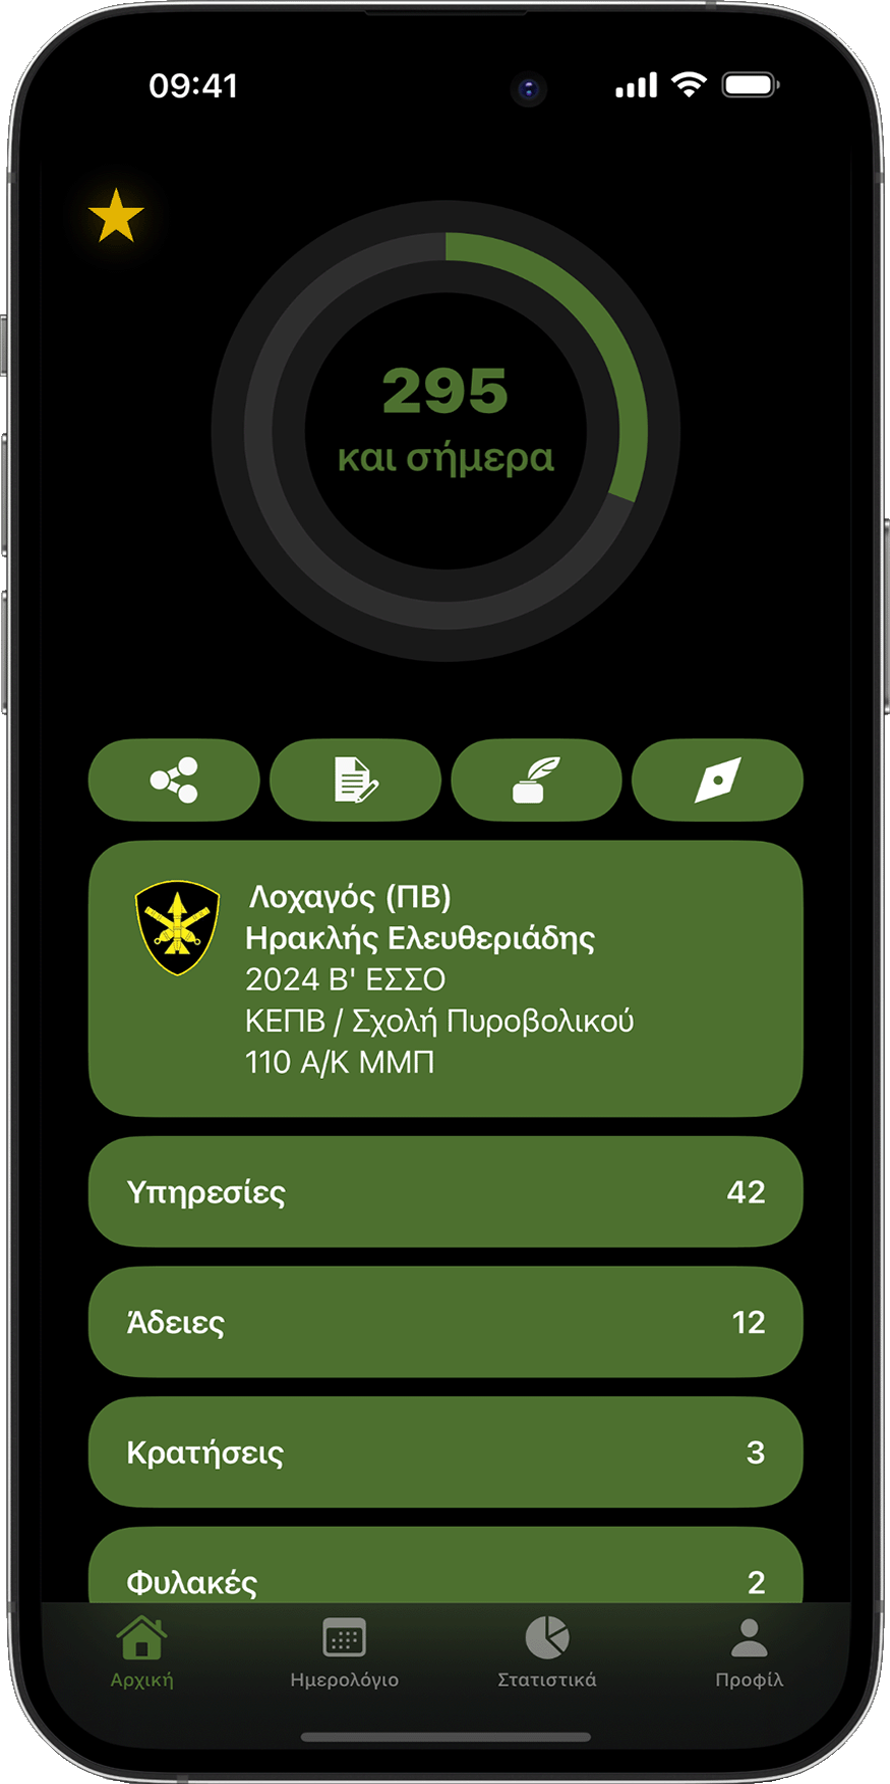 09:41
295
και σήμερα
Λοχαγός (ΠΒ)
Ηρακλής Ελευθεριάδης
2024 Β' ΕΣΣΟ
ΚΕΠΒ / Σχολή Πυροβολικού
110 Α/Κ ΜΜΠ
Υπηρεσίες 42
Άδειες 12
Κρατήσεις 3
Φυλακές 2
Αρχική Ημερολόγιο Στατιστικά Προφίλ